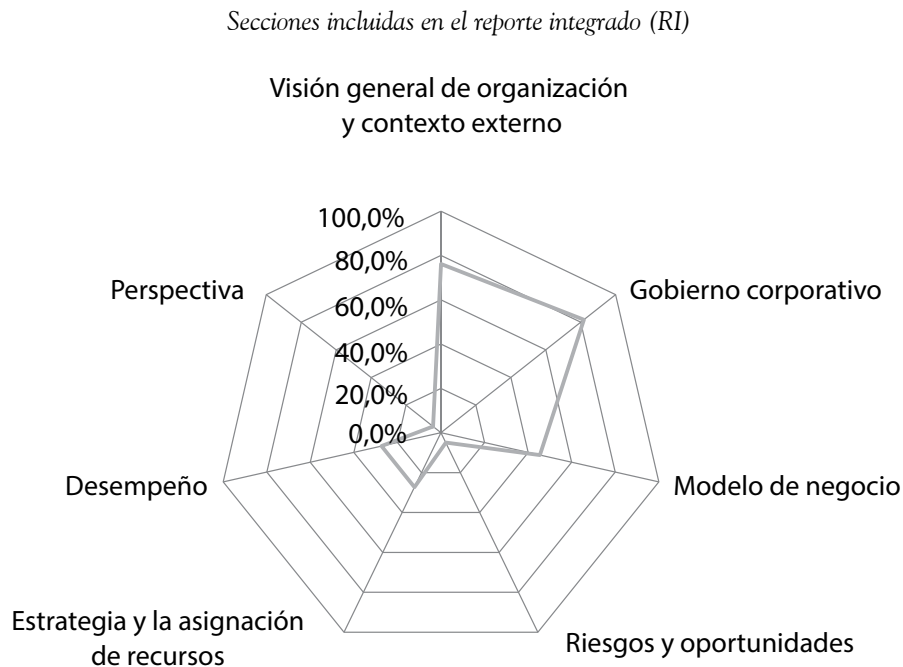 Secciones incluidas en el reporte integrado (RI)
Visión general de organización
y contexto externo
100,0%
80,0%
60,0%
40,0%
20,0%
0,0%
Perspectiva
Gobierno corporativo
Desempeño
Modelo de negocio
Estrategia y la asignación
de recursos
Riesgos y oportunidades